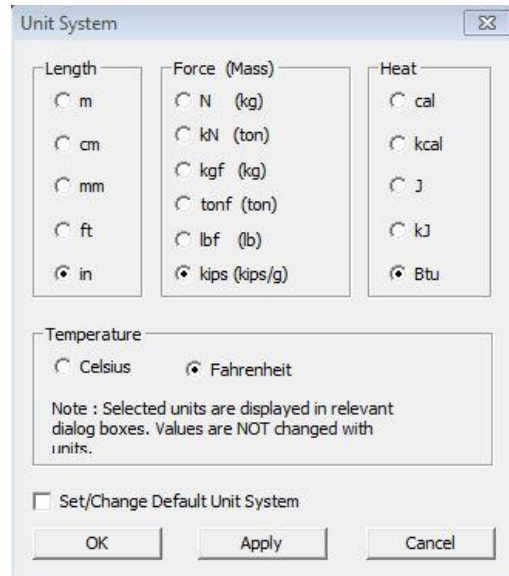 Unit System
Length
m
cm
mm
ft
in
Force (Mass)
N (kg)
kN (ton)
kgf (kg)
tonf (ton)
lbf (lb)
kips (kips/g)
Heat
cal
kcal
J
kJ
Btu
Temperature
Celsius Fahrenheit
Note : Selected units are displayed in relevant
dialog boxes. Values are NOT changed with
units.
Set/Change Default Unit System
OK Apply Cancel